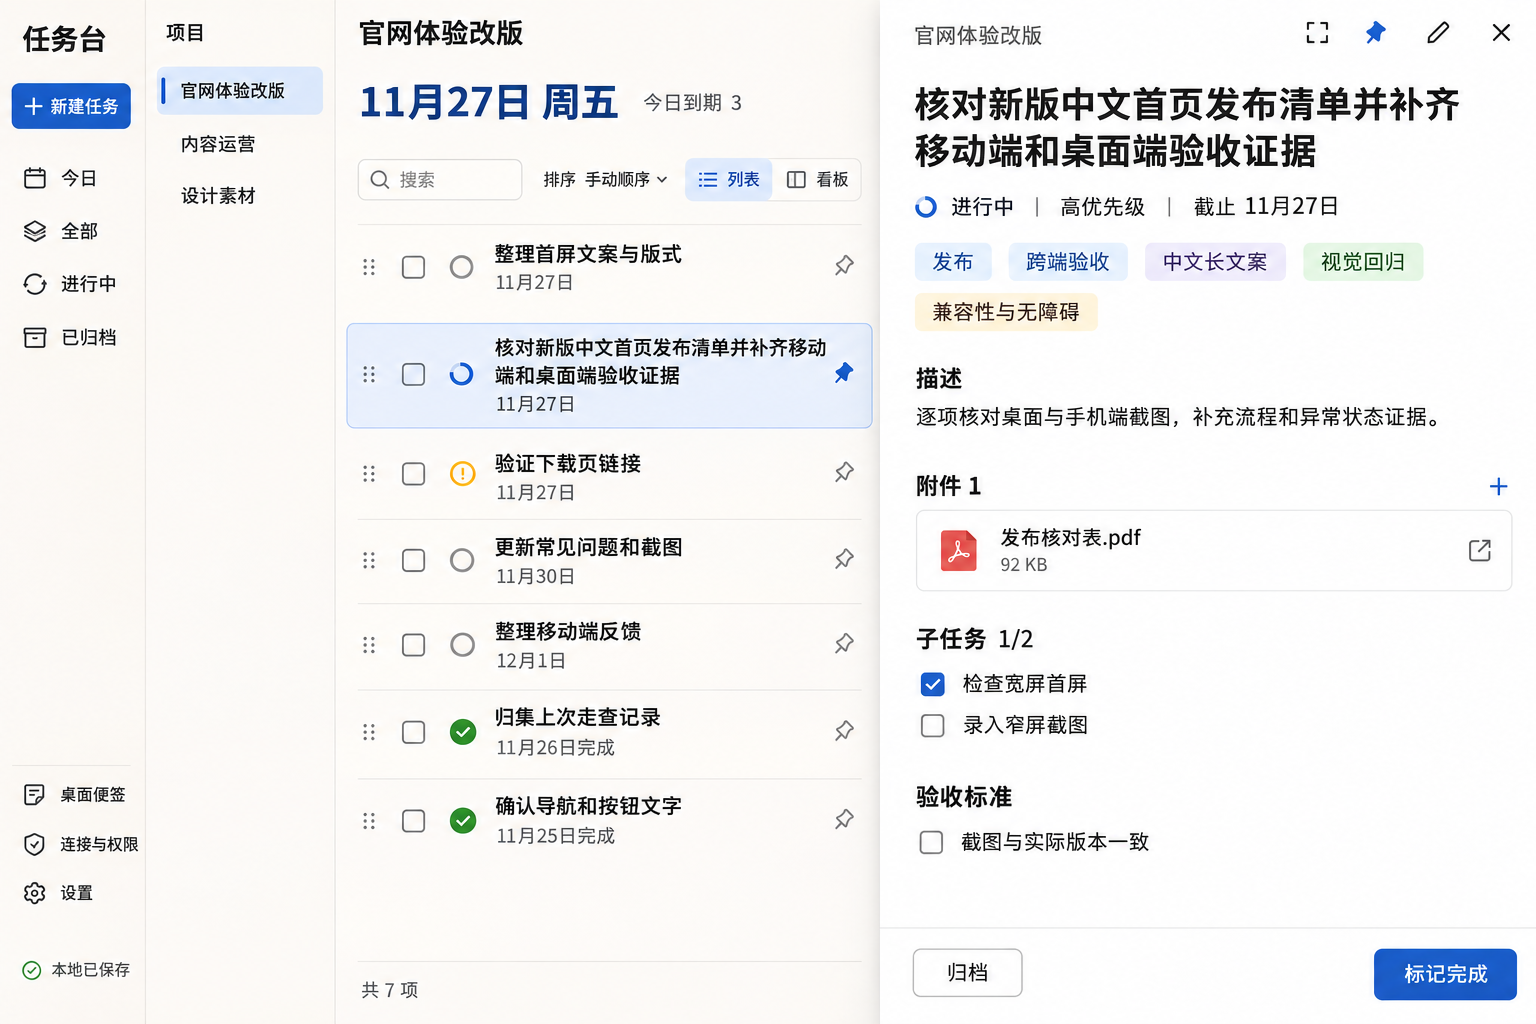 任务台
新建任务
今日
全部
进行中
已归档
桌面便签
连接与权限
设置
本地已保存
项目
官网体验改版
内容运营
设计素材
官网体验改版
11月27日 周五 今日到期 3
搜索 排序 手动顺序 列表 看板
整理首屏文案与版式
11月27日
核对新版中文首页发布清单并补齐移动
端和桌面端验收证据
11月27日
验证下载页链接
11月27日
更新常见问题和截图
11月30日
整理移动端反馈
12月1日
归集上次走查记录
11月26日完成
确认导航和按钮文字
11月25日完成
共 7 项
官网体验改版
核对新版中文首页发布清单并补齐
移动端和桌面端验收证据
进行中 | 高优先级 | 截止 11月27日
发布 跨端验收 中文长文案 视觉回归
兼容性与无障碍
描述
逐项核对桌面与手机端截图，补充流程和异常状态证据。
附件 1
发布核对表.pdf
92 KB
子任务 1/2
检查宽屏首屏
录入窄屏截图
验收标准
截图与实际版本一致
归档 标记完成